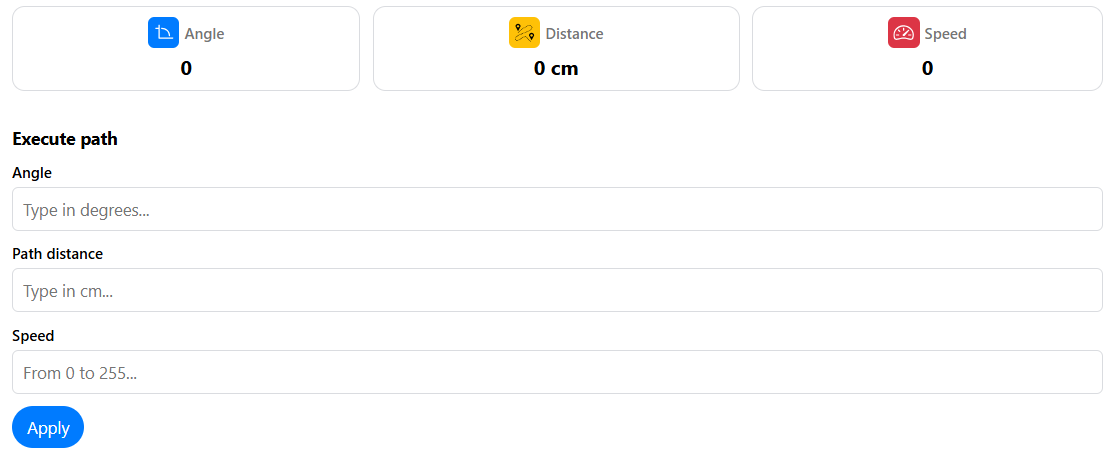 Angle
0
Distance
0 cm
Speed
0
Execute path
Angle
Type in degrees...
Path distance
Type in cm...
Speed
From 0 to 255...
Apply